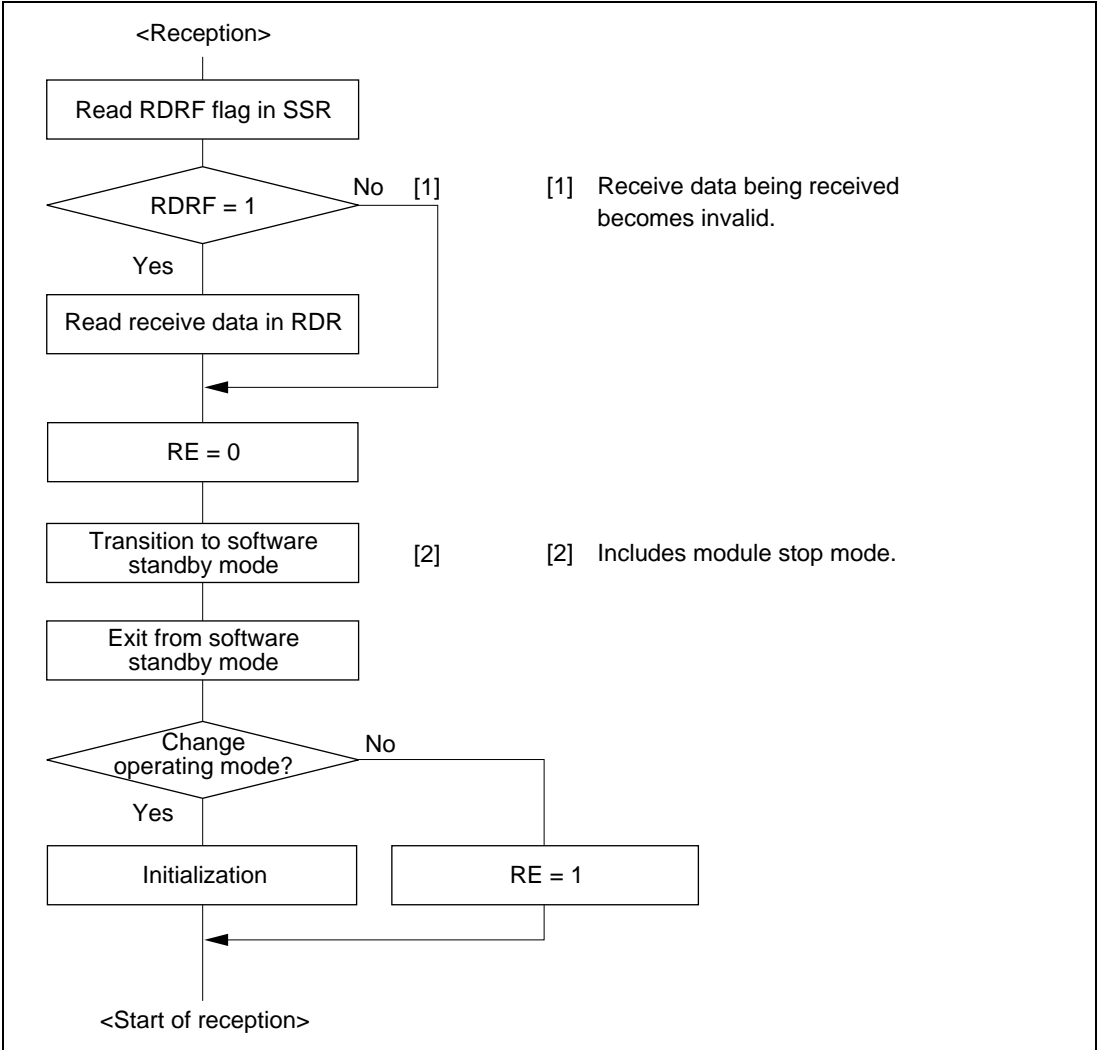 <Reception>
Read RDRF flag in SSR
RDRF = 1
No [1]
[1] Receive data being received
becomes invalid.
Yes
Read receive data in RDR
RE = 0
Transition to software
standby mode
[2]
[2] Includes module stop mode.
Exit from software
standby mode
Change
operating mode?
No
Yes
Initialization
RE = 1
<Start of reception>